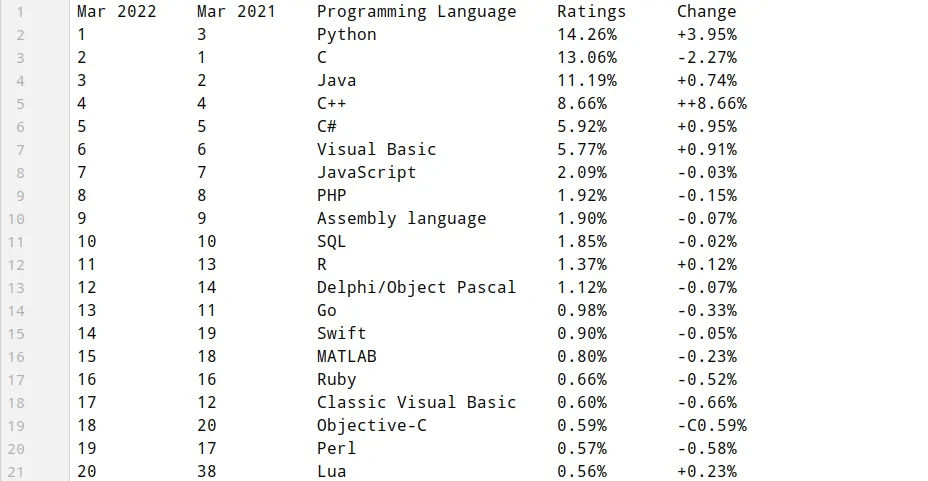 1 Mar 2022 Mar 2021 Programming Language Ratings Change
2 1 3 Python 14.26% +3.95%
3 2 1 C 13.06% -2.27%
4 3 2 Java 11.19% +0.74%
5 4 4 C++ 8.66% ++8.66%
6 5 5 C# 5.92% +0.95%
7 6 6 Visual Basic 5.77% +0.91%
8 7 7 JavaScript 2.09% -0.03%
9 8 8 PHP 1.92% -0.15%
10 9 9 Assembly language 1.90% -0.07%
11 10 10 SQL 1.85% -0.02%
12 11 13 R 1.37% +0.12%
13 12 14 Delphi/Object Pascal 1.12% -0.07%
14 13 11 Go 0.98% -0.33%
15 14 19 Swift 0.90% -0.05%
16 15 18 MATLAB 0.80% -0.23%
17 16 16 Ruby 0.66% -0.52%
18 17 12 Classic Visual Basic 0.60% -0.66%
19 18 20 Objective-C 0.59% -C0.59%
20 19 17 Perl 0.57% -0.58%
21 20 38 Lua 0.56% +0.23%